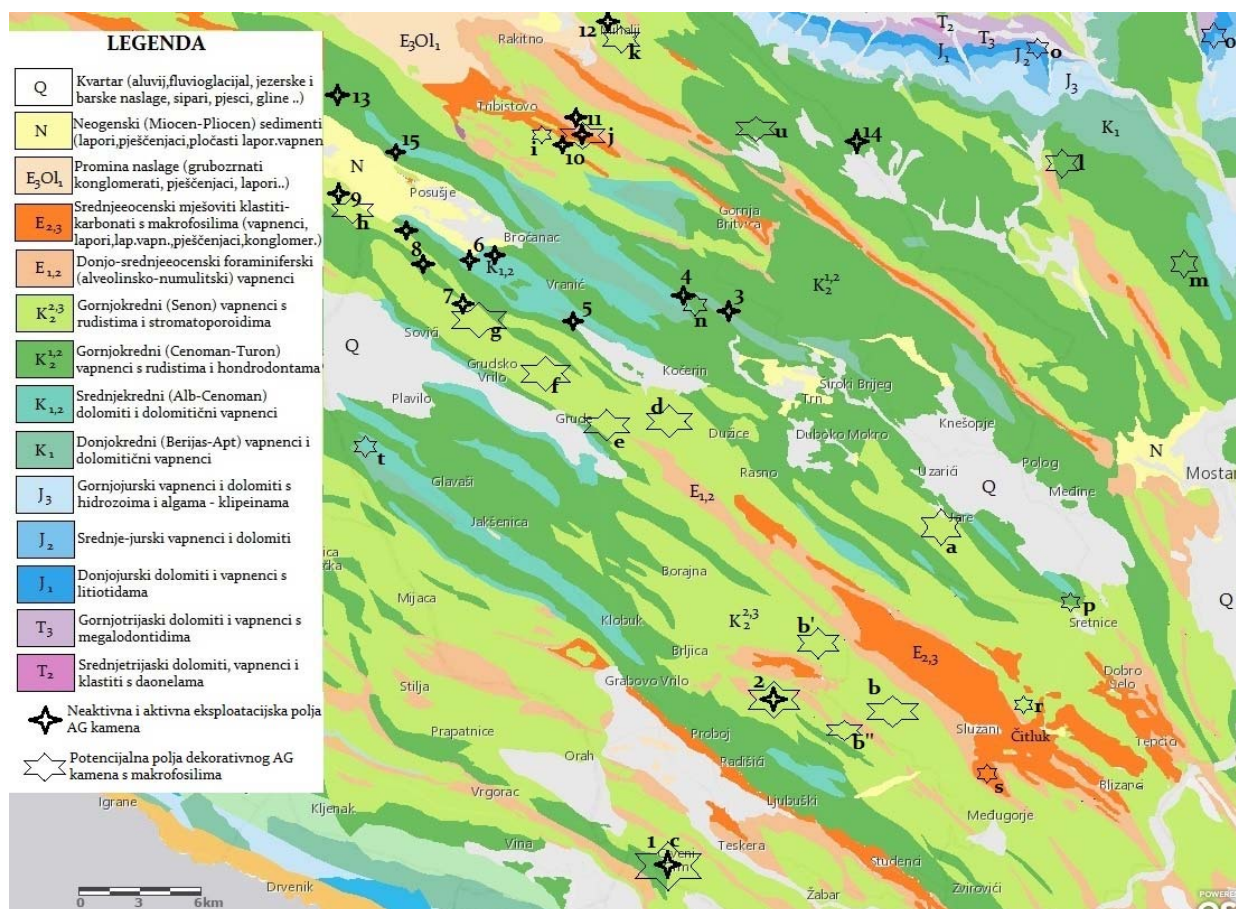 LEGENDA
Q Kvartar (aluvij,fluvioglacijal, jezerske i
barske naslage, sipari, pjesci, gline ..)
N Neogenski (Miocen-Pliocen) sedimenti
(lapori,pješčenjaci,pločasti lapor.vapnen
E₃Ol₁ Promina naslage (grubozrnati
konglomerati, pješčenjaci, lapori..)
E₂,₃ Srednjeeocenski mješoviti klastiti-
karbonati s makrofosilima (vapnenci,
lapori,lap.vapn.,pješčenjaci,konglomer.)
E₁,₂ Donjo-srednjeeocenski foraminiferski
(alveolinsko-numulitski) vapnenci
K₂²,³ Gornjokredni (Senon) vapnenci s
rudistima i stromatoporoidima
K₂¹,² Gornjokredni (Cenoman-Turon)
vapnenci s rudistima i hondrodontama
K₁,₂ Srednjekredni (Alb-Cenoman)
dolomiti i dolomitični vapnenci
K₁ Donjokredni (Berijas-Apt) vapnenci i
dolomitični vapnenci
J₃ Gornjojurski vapnenci i dolomiti s
hidrozoima i algama - klipeinama
J₂ Srednje-jurski vapnenci i dolomiti
J₁ Donjojurski dolomiti i vapnenci s
litiotidama
T₃ Gornjotrijaski dolomiti i vapnenci s
megalodontidima
T₂ Srednjetrijaski dolomiti, vapnenci i
klastiti s daonelama
Neaktivna i aktivna eksploatacijska polja
AG kamena
Potencijalna polja dekorativnog AG
kamena s makrofosilima
E₃Ol₁
Rakitno
12
k
T₂
T₃
J₁
J₂
o
o
J₃
13
Tribistovo
11
i
10
j
u
14
K₁
l
15
N
Posušje
9
h
Gornja
Britvica
m
8
6
Broćanac
K₁,₂
Vranić
4
n
3
K₂¹,²
7
g
5
Sovići
Q
Grudsko
Vrilo
f
Kočerin
Široki Brijeg
Trn
Plavilo
Grude
e
d
Dužice
Duboko Mokro
Knešopje
N
Mostar
t
Glavaši
Rasno
Uzarići
Polog
E₁,₂
Q
Međine
Jakšenica
Jare
a
Borajna
Mijaca
Klobuk
K₂²,³
b'
p
Sretnice
Q
Brljica
E₂,₃
Dobro
Selo
Stilja
Grabovo Vrilo
2
b
r
Čitluk
Služanj
Prapatnice
Proboj
b"
Tepčići
Orah
Radišići
s
Blizanci
Igrane
Vrgorac
Ljubuški
Međugorje
Kljenak
Vina
1
c
Teskera
Studenci
Drvenik
Žabar
Zvirovići
0 3 6km
POWERED